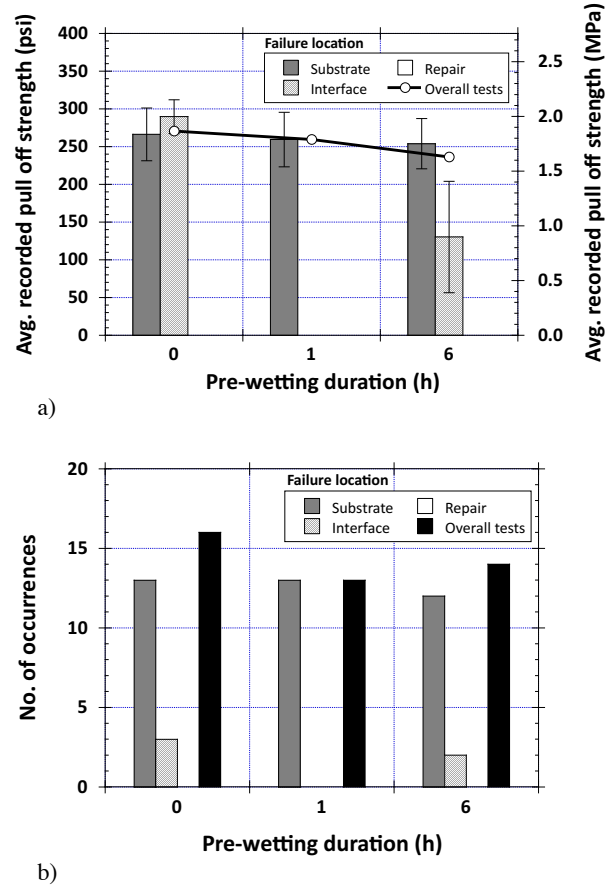 Avg. recorded pull off strength (psi)
400
350
300
250
200
150
100
50
0
Failure location
Substrate
Repair
Interface
Overall tests
2.5
2.0
1.5
1.0
0.5
0.0
Avg. recorded pull off strength (MPa)
0
1
6
Pre-wetting duration (h)
a)
No. of occurrences
20
15
10
5
0
Failure location
Substrate
Repair
Interface
Overall tests
0
1
6
Pre-wetting duration (h)
b)